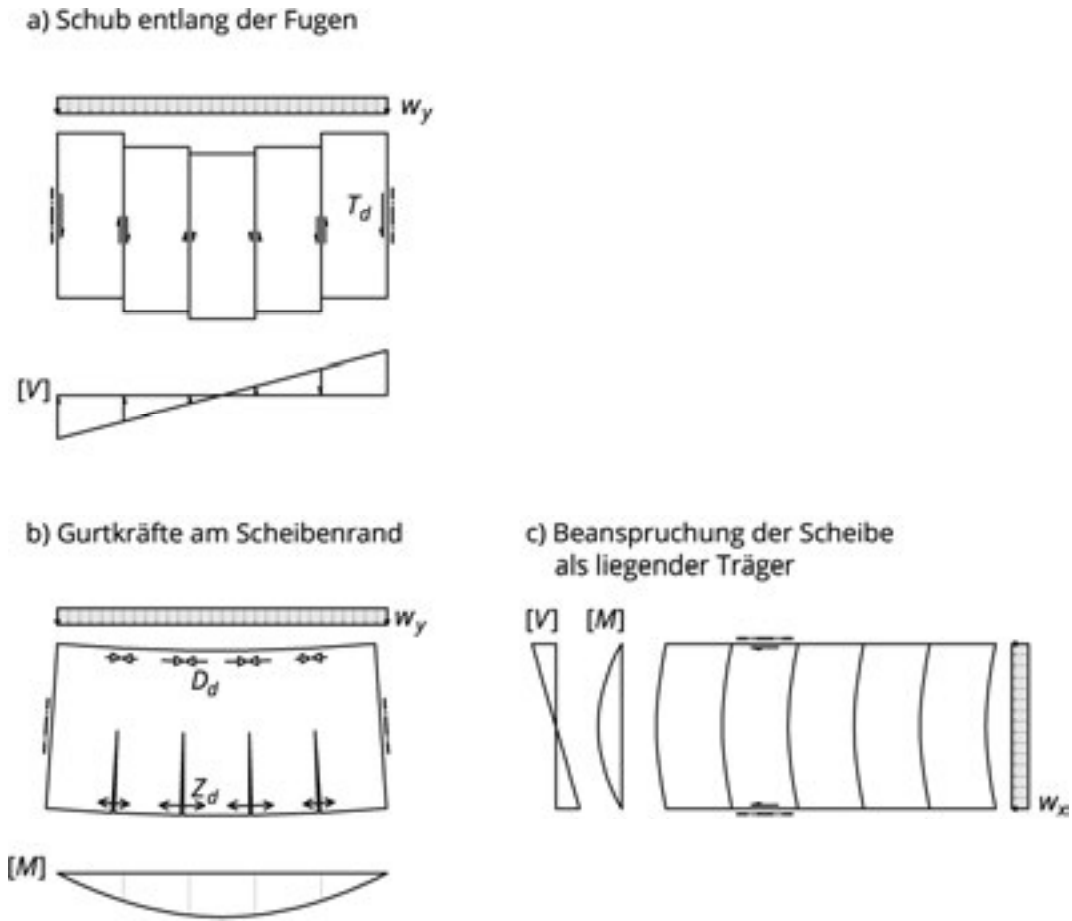 a) Schub entlang der Fugen
w_y
T_d
[V]
b) Gurtkräfte am Scheibenrand
w_y
D_d
Z_d
[M]
c) Beanspruchung der Scheibe
als liegender Träger
[V] [M]
w_x